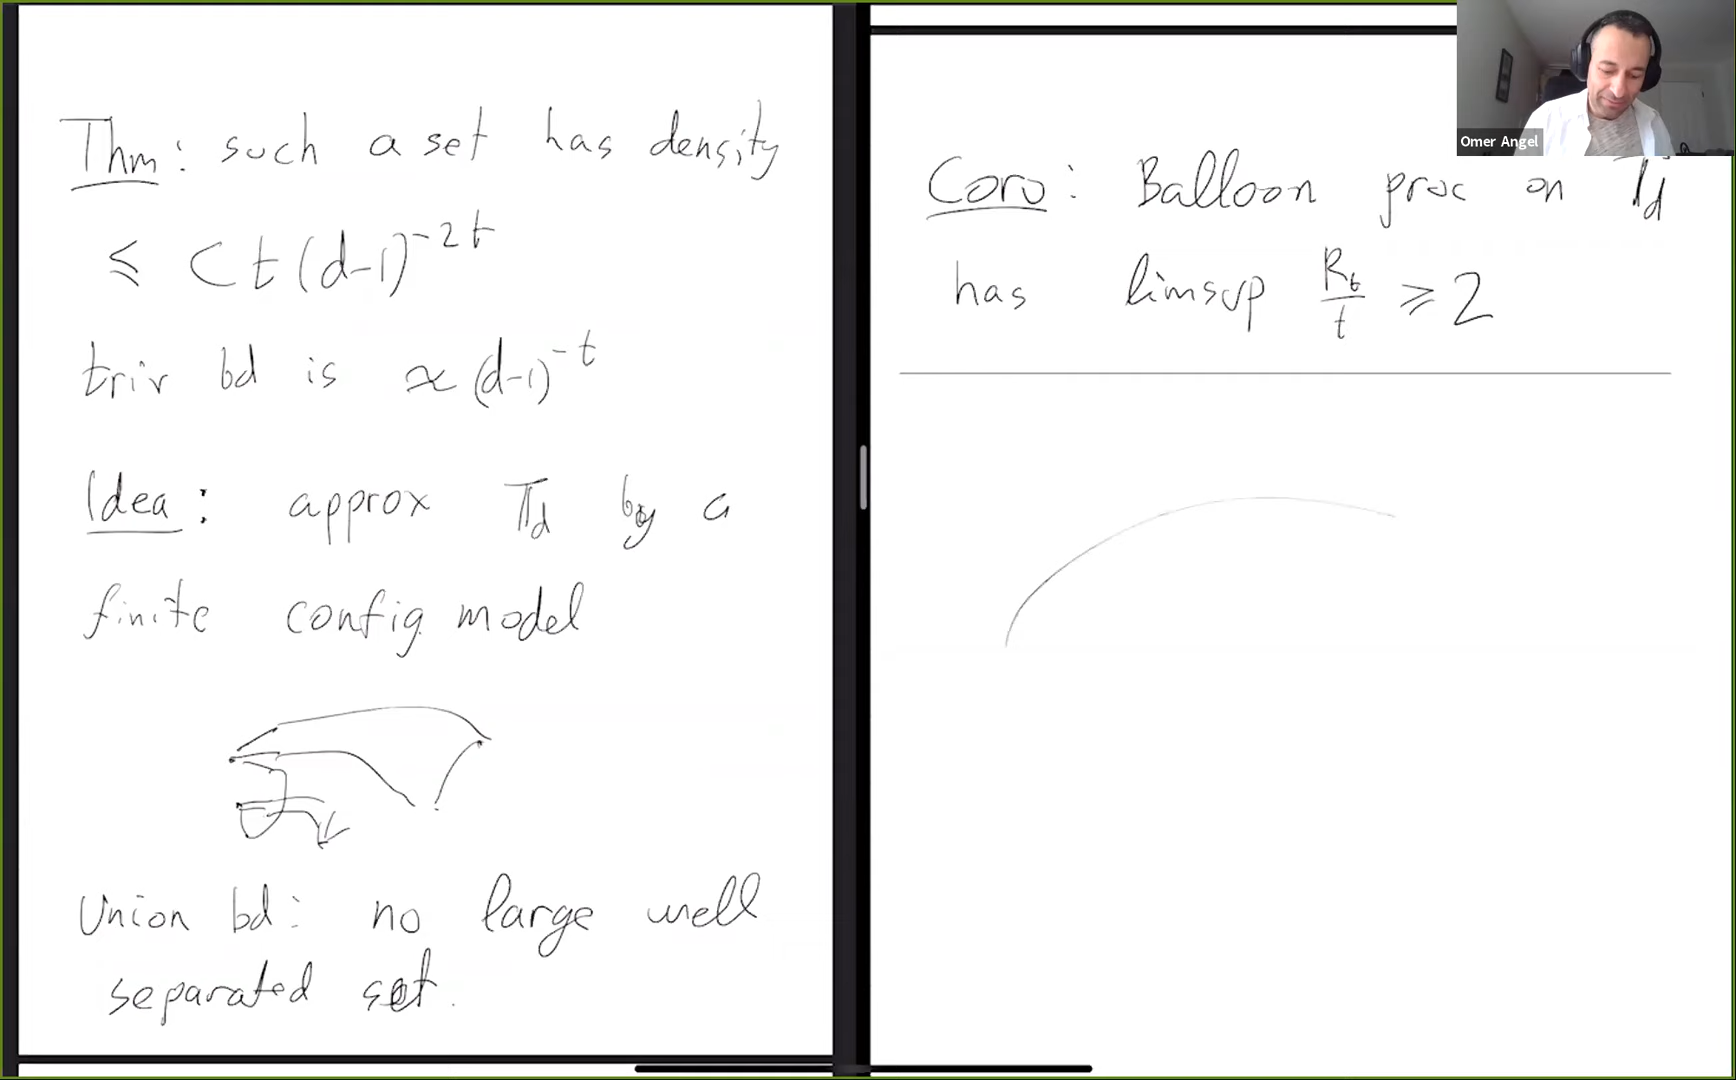 Thm: such a set has density
≤ C t (d-1)^{-2t}
triv bd is ≍ (d-1)^{-t}
Idea: approx 𝕋_d by a
finite config model
Union bd: no large well
separated set.
Omer Angel
Coro: Balloon proc on 𝕋_d
has limsup R_t/t ≥ 2